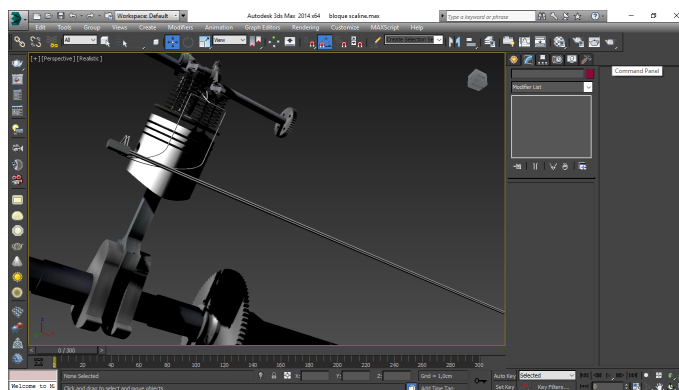 Workspace: Default
Autodesk 3ds Max 2014 x64 bloque scaline.max
Type a keyword or phrase
Edit Tools Group Views Create Modifiers Animation Graph Editors Rendering Customize MAXScript Help
All
View
Create Selection Se
[+][Perspective][Realistic]
Command Panel
Modifier List
0 / 300
0 20 40 60 80 100 120 140 160 180 200 220 240 260 280 300
None Selected
X:
Y:
Z:
Grid = 1,0cm
Auto Key
Selected
Welcome to M
Click and drag to select and move objects
Add Time Tag
Set Key
Key Filters...
0